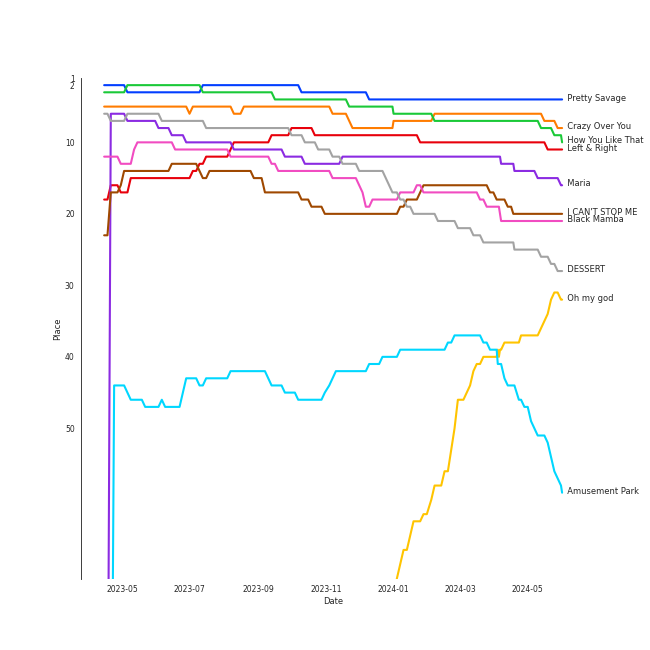 1
2
10
20
30
40
50
Place
Pretty Savage
Crazy Over You
How You Like That
Left & Right
Maria
I CAN'T STOP ME
Black Mamba
DESSERT
Oh my god
Amusement Park
2023-05
2023-07
2023-09
2023-11
2024-01
2024-03
2024-05
Date